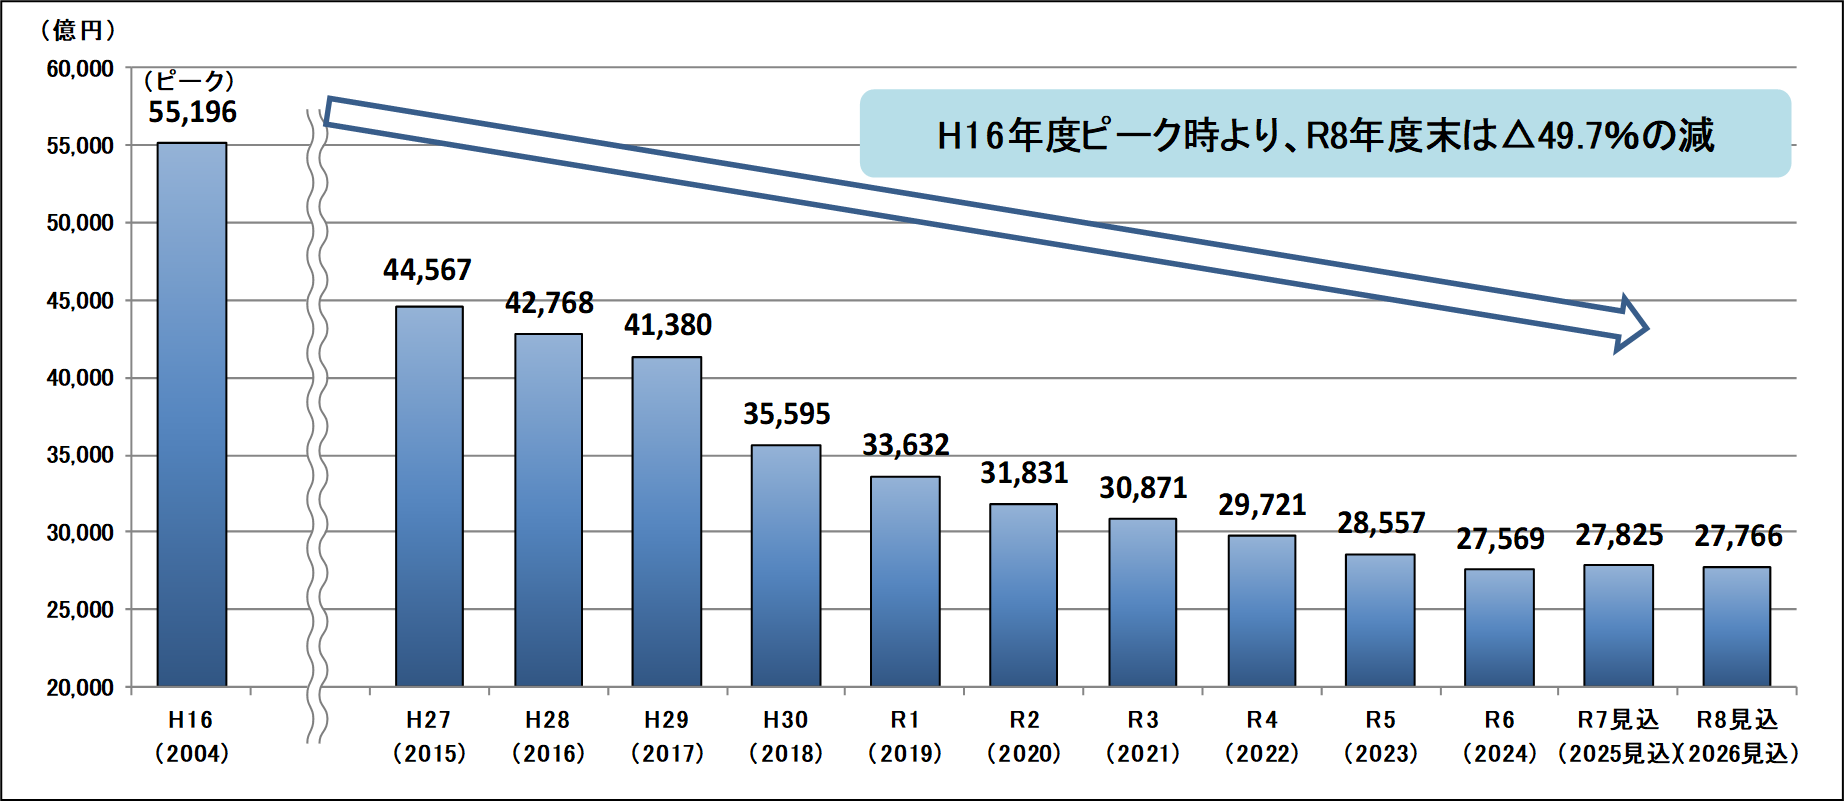 （億円）
60,000
55,000
50,000
45,000
40,000
35,000
30,000
25,000
20,000
（ピーク）
55,196
44,567
42,768
41,380
35,595
33,632
31,831
30,871
29,721
28,557
27,569
27,825
27,766
H16年度ピーク時より、R8年度末は△49.7%の減
H16
（2004）
H27
（2015）
H28
（2016）
H29
（2017）
H30
（2018）
R1
（2019）
R2
（2020）
R3
（2021）
R4
（2022）
R5
（2023）
R6
（2024）
R7見込
（2025見込）
R8見込
（2026見込）